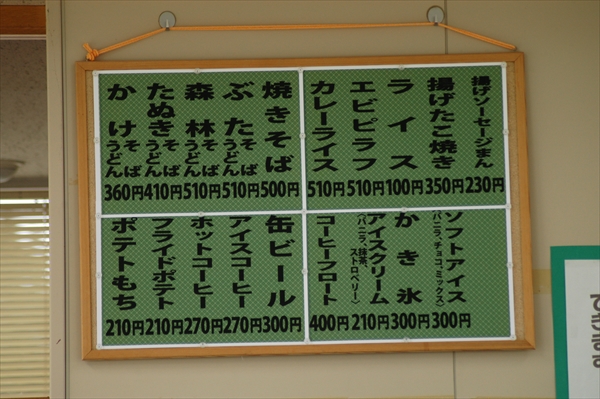 揚げソーセージまん 230円
揚げたこ焼き 350円
ライス 100円
エビピラフ 510円
カレーライス 510円
焼きそば 500円
ぶた そば うどん 510円
森林 そば うどん 510円
たぬき そば うどん 410円
かけ そば うどん 360円
ソフトアイス (バニラ、チョコ、ミックス) 300円
かき氷 300円
アイスクリーム (バニラ、抹茶、ストロベリー) 210円
コーヒーフロート 400円
缶ビール 300円
アイスコーヒー 270円
ホットコーヒー 270円
フライドポテト 210円
ポテトもち 210円